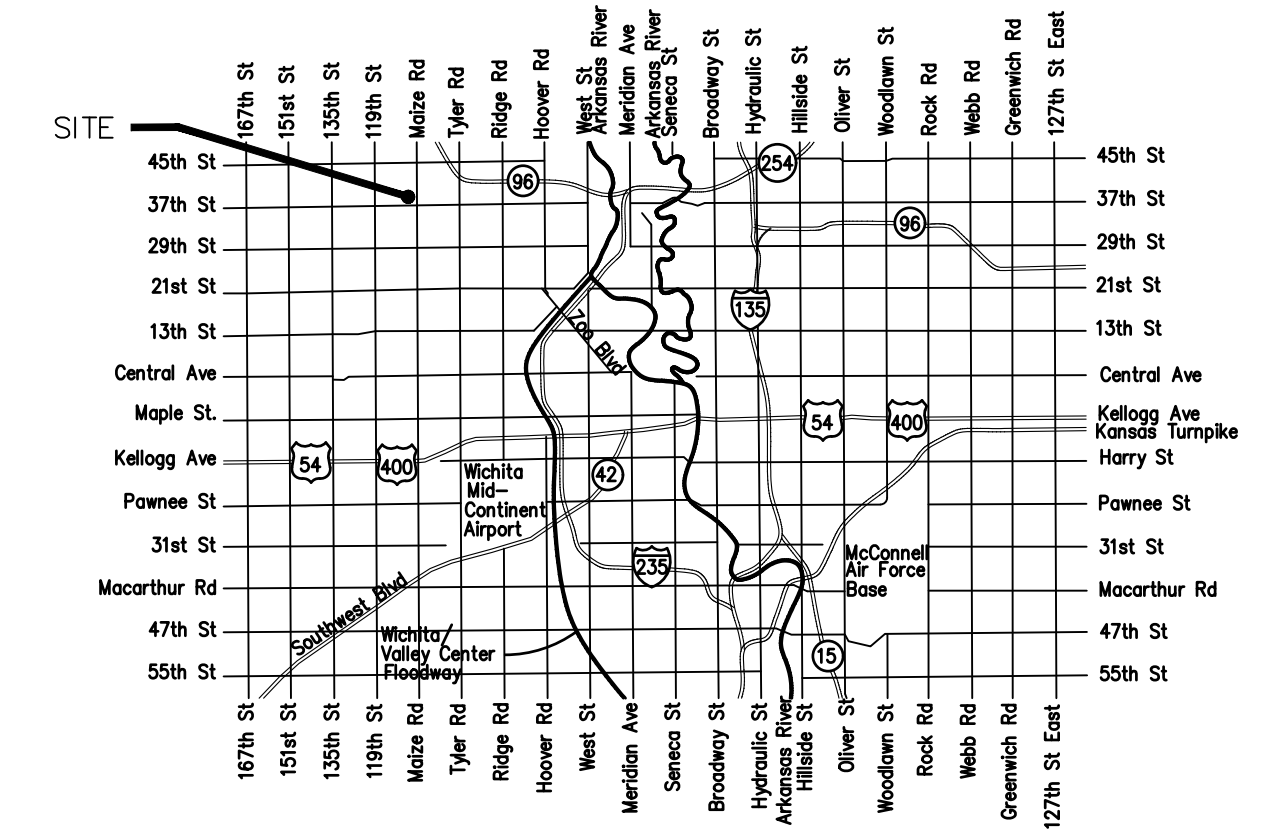 167th St
151st St
135th St
119th St
Maize Rd
Tyler Rd
Ridge Rd
Hoover Rd
West St
Arkansas River
Meridian Ave
Arkansas River
Seneca St
Broadway St
Hydraulic St
Hillside St
Oliver St
Woodlawn St
Rock Rd
Webb Rd
Greenwich Rd
127th St East
SITE
45th St
254
45th St
96
37th St
37th St
96
29th St
29th St
21st St
21st St
135
13th St
Zoo Blvd
13th St
Central Ave
Central Ave
Maple St.
54
400
Kellogg Ave
Kansas Turnpike
Kellogg Ave
54
400
Harry St
Wichita
Mid-
Continent
Airport
42
Pawnee St
Pawnee St
31st St
31st St
235
McConnell
Air Force
Base
Macarthur Rd
Macarthur Rd
Southwest Blvd
47th St
47th St
Wichita/
Valley Center
Floodway
15
55th St
55th St
167th St
151st St
135th St
119th St
Maize Rd
Tyler Rd
Ridge Rd
Hoover Rd
West St
Meridian Ave
Seneca St
Broadway St
Hydraulic St
Arkansas River
Hillside St
Oliver St
Woodlawn St
Rock Rd
Webb Rd
Greenwich Rd
127th St East